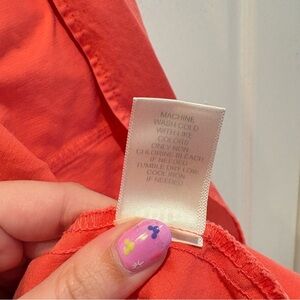 MACHINE
WASH COLD
WITH LIKE
COLORS
ONLY NON
CHLORINE BLEACH
IF NEEDED
TUMBLE DRY LOW
COOL IRON
IF NEEDED